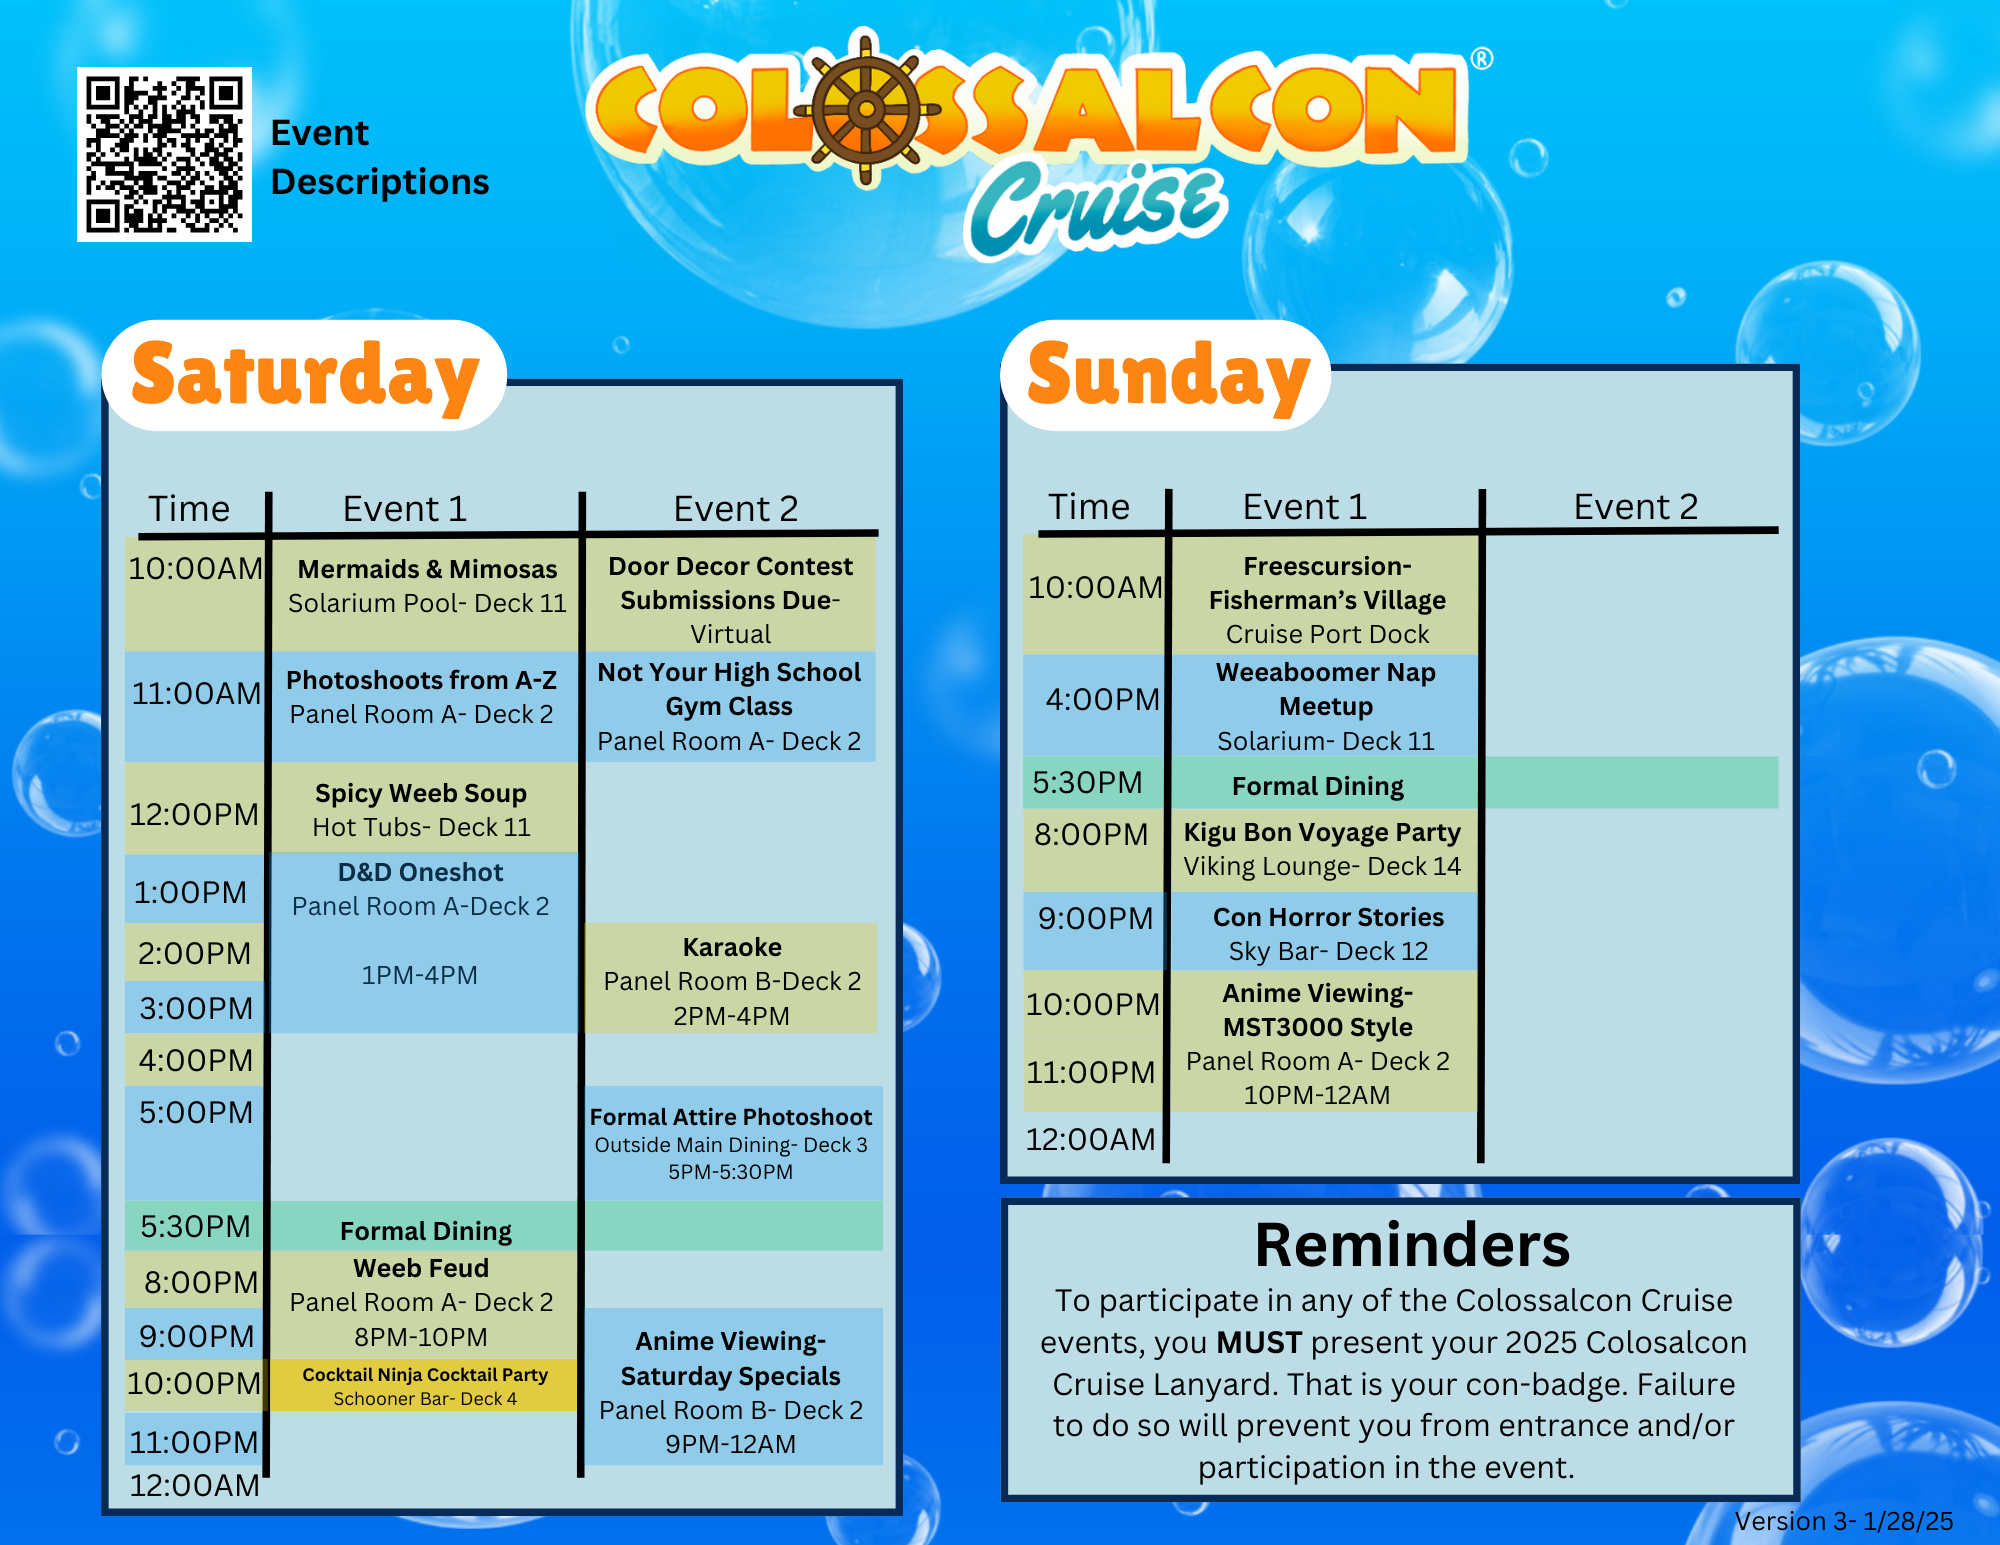 Event
Descriptions
COLOSSALCON®
Cruise
Saturday
Time Event 1 Event 2
10:00AM
Mermaids & Mimosas
Solarium Pool- Deck 11
Door Decor Contest
Submissions Due-
Virtual
11:00AM
Photoshoots from A-Z
Panel Room A- Deck 2
Not Your High School
Gym Class
Panel Room A- Deck 2
12:00PM
Spicy Weeb Soup
Hot Tubs- Deck 11
1:00PM
D&D Oneshot
Panel Room A-Deck 2
1PM-4PM
2:00PM
Karaoke
Panel Room B-Deck 2
2PM-4PM
3:00PM
4:00PM
5:00PM
Formal Attire Photoshoot
Outside Main Dining- Deck 3
5PM-5:30PM
5:30PM
Formal Dining
8:00PM
Weeb Feud
Panel Room A- Deck 2
8PM-10PM
9:00PM
Anime Viewing-
Saturday Specials
Panel Room B- Deck 2
9PM-12AM
10:00PM
Cocktail Ninja Cocktail Party
Schooner Bar- Deck 4
11:00PM
12:00AM
Sunday
Time Event 1 Event 2
10:00AM
Freescursion-
Fisherman’s Village
Cruise Port Dock
4:00PM
Weeaboomer Nap
Meetup
Solarium- Deck 11
5:30PM
Formal Dining
8:00PM
Kigu Bon Voyage Party
Viking Lounge- Deck 14
9:00PM
Con Horror Stories
Sky Bar- Deck 12
10:00PM
Anime Viewing-
MST3000 Style
Panel Room A- Deck 2
10PM-12AM
11:00PM
12:00AM
Reminders
To participate in any of the Colossalcon Cruise
events, you MUST present your 2025 Colosalcon
Cruise Lanyard. That is your con-badge. Failure
to do so will prevent you from entrance and/or
participation in the event.
Version 3- 1/28/25